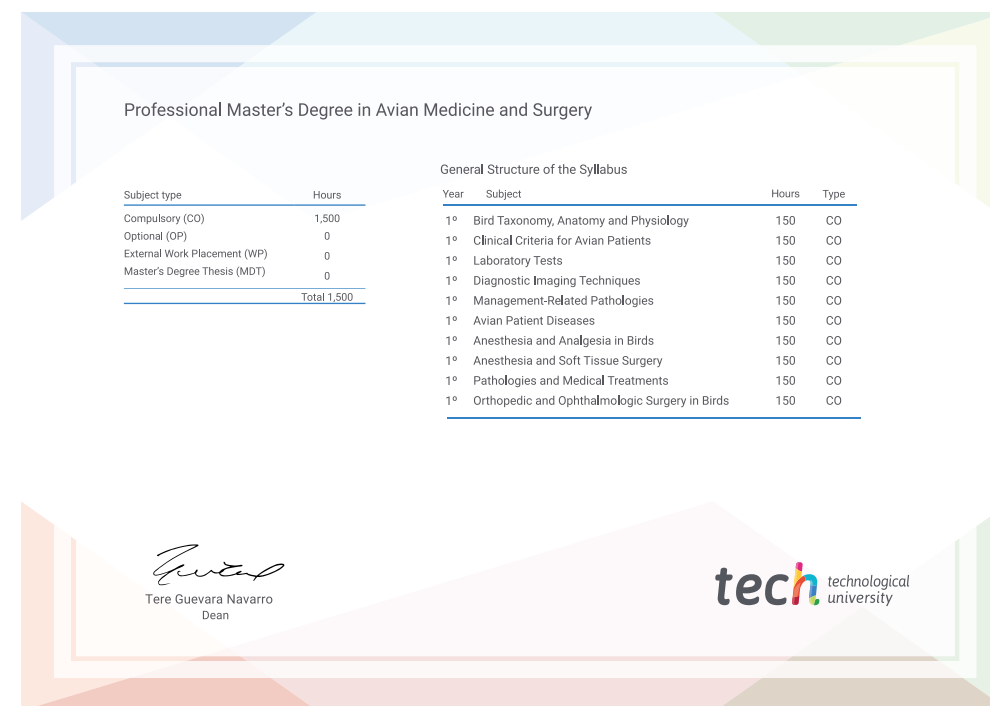 Professional Master's Degree in Avian Medicine and Surgery
Subject type Hours
Compulsory (CO) 1,500
Optional (OP) 0
External Work Placement (WP) 0
Master's Degree Thesis (MDT) 0
Total 1,500
General Structure of the Syllabus
Year Subject Hours Type
1º Bird Taxonomy, Anatomy and Physiology 150 CO
1º Clinical Criteria for Avian Patients 150 CO
1º Laboratory Tests 150 CO
1º Diagnostic Imaging Techniques 150 CO
1º Management-Related Pathologies 150 CO
1º Avian Patient Diseases 150 CO
1º Anesthesia and Analgesia in Birds 150 CO
1º Anesthesia and Soft Tissue Surgery 150 CO
1º Pathologies and Medical Treatments 150 CO
1º Orthopedic and Ophthalmologic Surgery in Birds 150 CO
Tere Guevara Navarro
Dean
tech technological
university